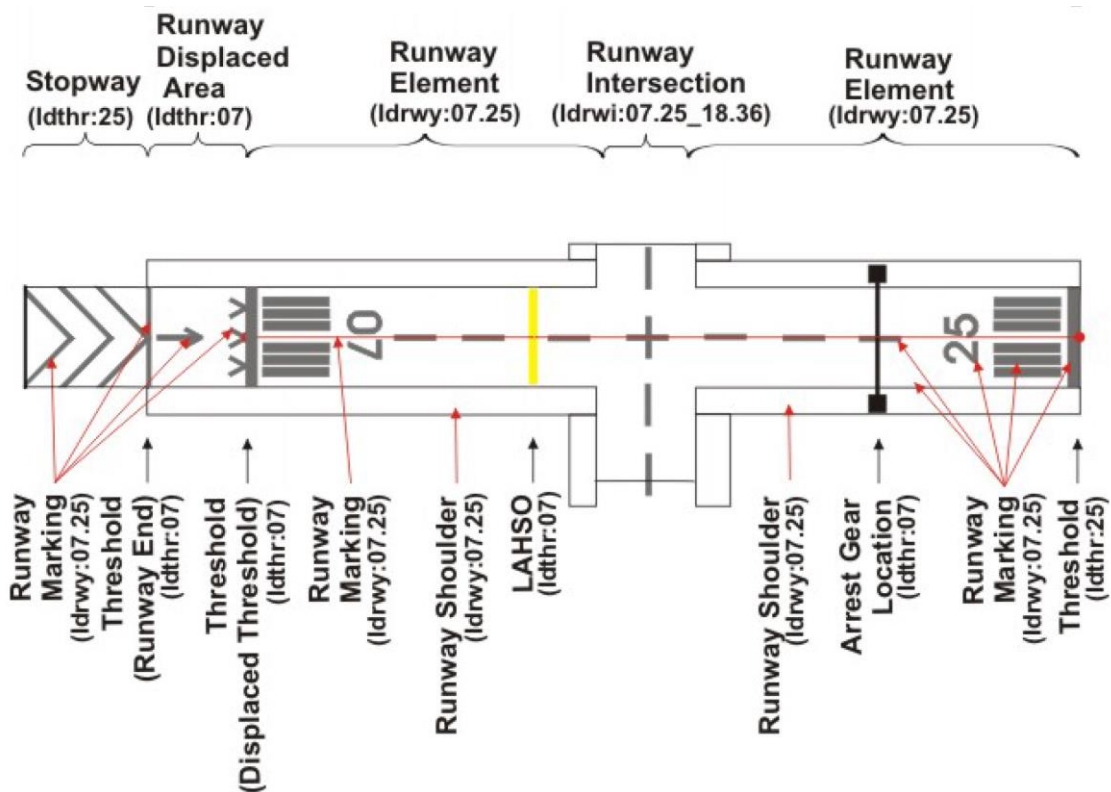 Stopway
(Idthr:25)
Runway
Displaced
Area
(Idthr:07)
Runway
Element
(Idrwy:07.25)
Runway
Intersection
(Idrwi:07.25_18.36)
Runway
Element
(Idrwy:07.25)
07
25
Runway
Marking
(Idrwy:07.25)
Threshold
(Runway End)
(Idthr:07)
Threshold
(Displaced Threshold)
(Idthr:07)
Runway
Marking
(Idrwy:07.25)
Runway Shoulder
(Idrwy:07.25)
LAHSO
(Idthr:07)
Runway Shoulder
(Idrwy:07.25)
Arrest Gear
Location
(Idthr:07)
Runway
Marking
(Idrwy:07.25)
Threshold
(Idthr:25)